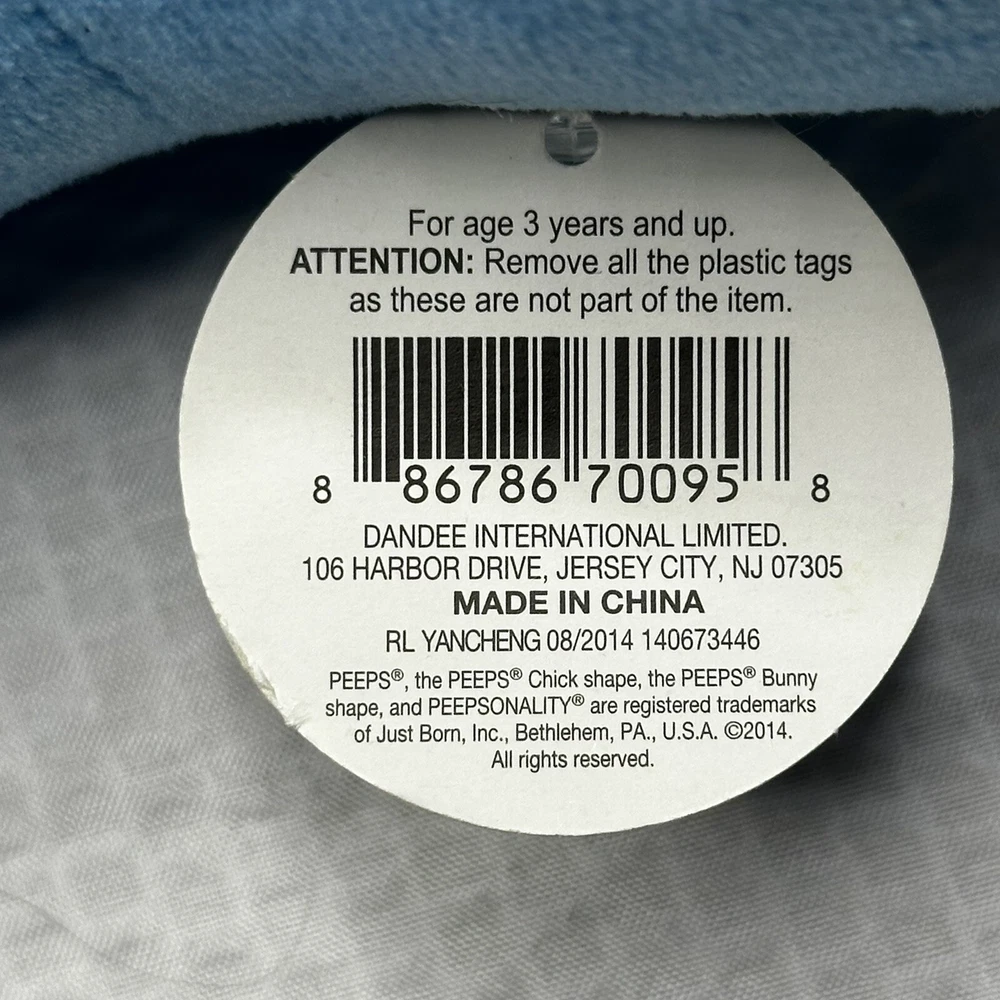 For age 3 years and up.
ATTENTION: Remove all the plastic tags
as these are not part of the item.
8 86786 70095 8
DANDEE INTERNATIONAL LIMITED.
106 HARBOR DRIVE, JERSEY CITY, NJ 07305
MADE IN CHINA
RL YANCHENG 08/2014 140673446
PEEPS®, the PEEPS® Chick shape, the PEEPS® Bunny
shape, and PEEPSONALITY® are registered trademarks
of Just Born, Inc., Bethlehem, PA., U.S.A. ©2014.
All rights reserved.